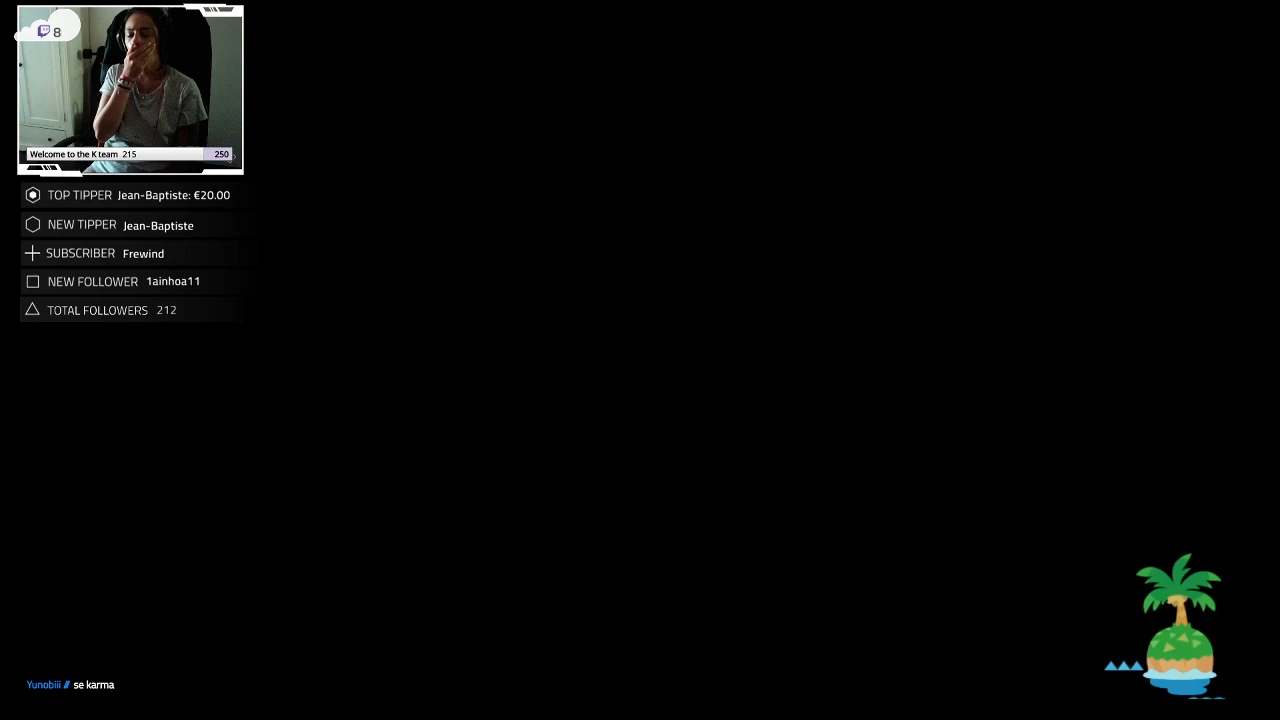 8
Welcome to the K team 215 250
TOP TIPPER Jean-Baptiste: €20.00
NEW TIPPER Jean-Baptiste
SUBSCRIBER Frewind
NEW FOLLOWER 1ainhoa11
TOTAL FOLLOWERS 212
Yunobiii // se karma